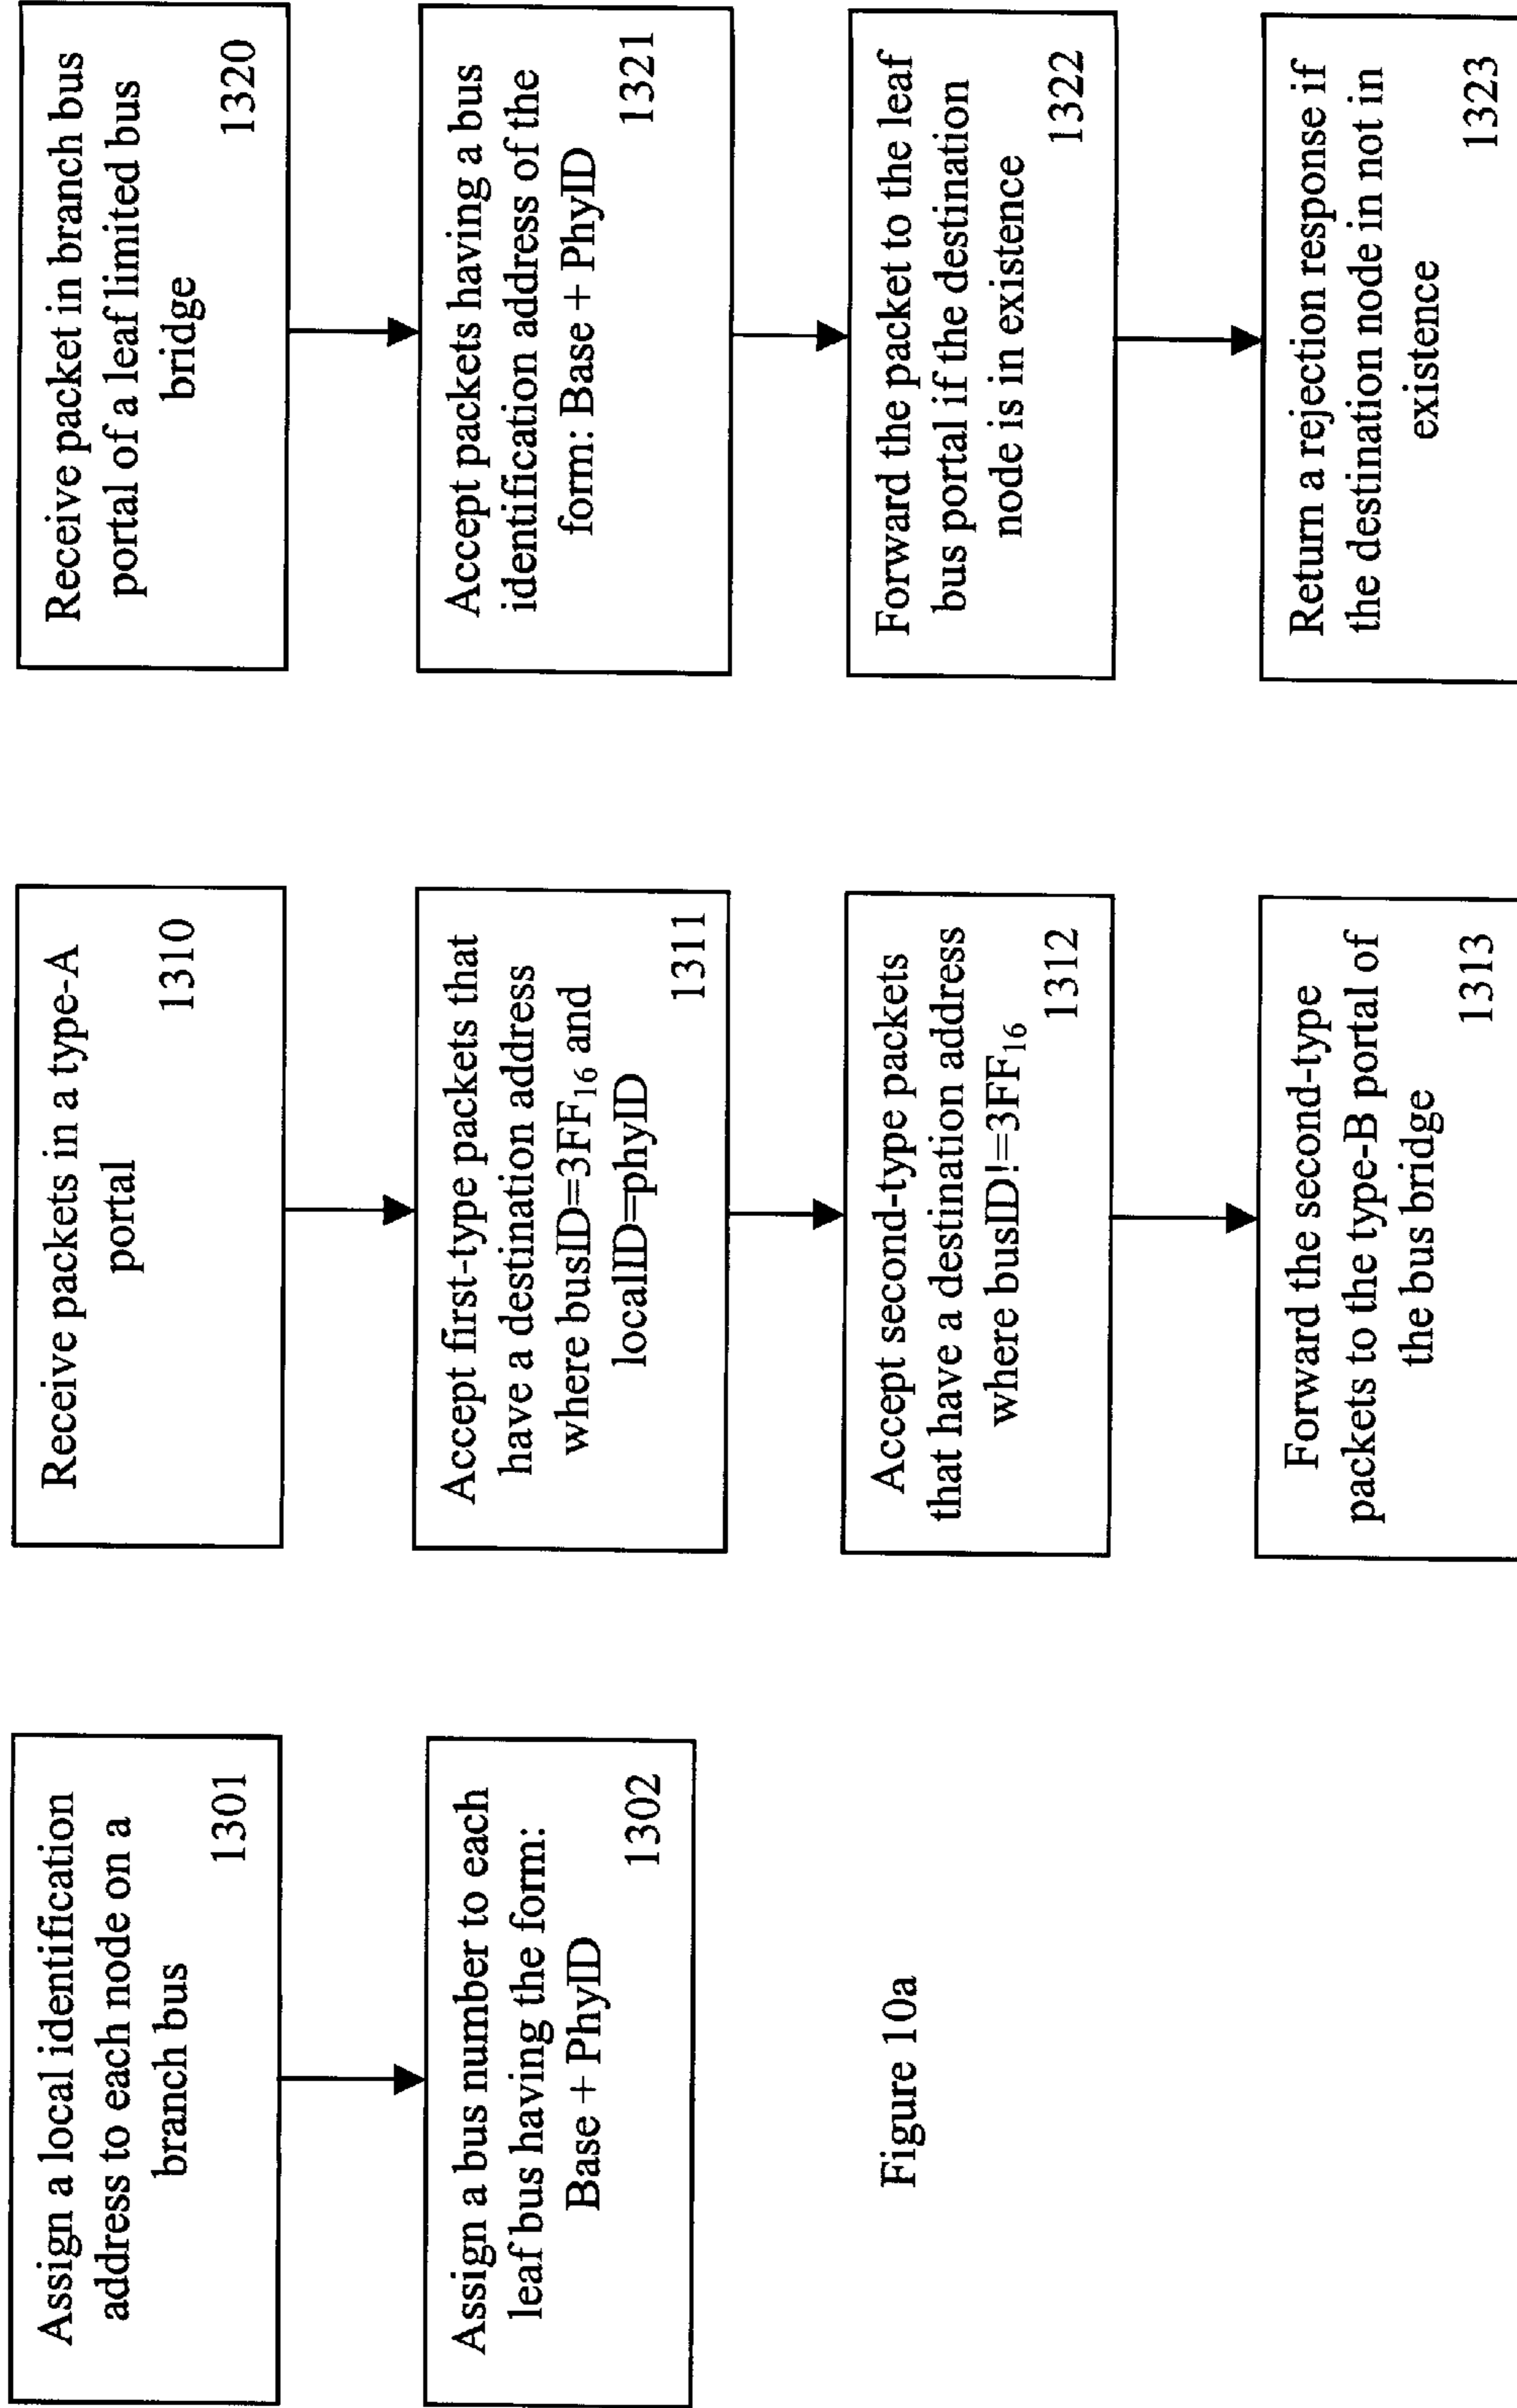 Assign a local identification
address to each node on a
branch bus
1301
Assign a bus number to each
leaf bus having the form:
Base + PhyID
1302
Figure 10a
Receive packets in a type-A
portal
1310
Accept first-type packets that
have a destination address
where busID=3FF₁₆ and
localID=phyID
1311
Accept second-type packets
that have a destination address
where busID!=3FF₁₆
1312
Forward the second-type
packets to the type-B portal of
the bus bridge
1313
Receive packet in branch bus
portal of a leaf limited bus
bridge
1320
Accept packets having a bus
identification address of the
form: Base + PhyID
1321
Forward the packet to the leaf
bus portal if the destination
node is in existence
1322
Return a rejection response if
the destination node in not in
existence
1323